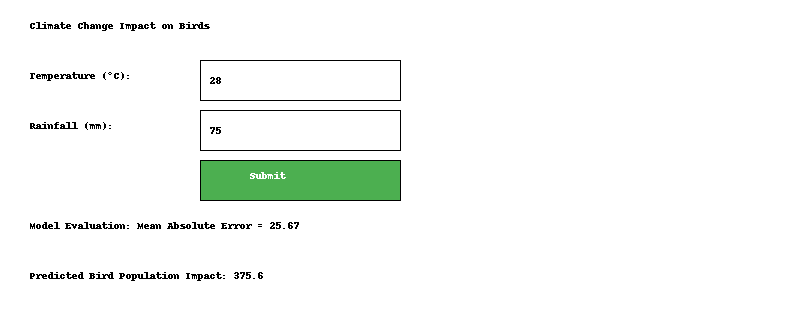 Climate Change Impact on Birds
Temperature (°C): 28
Rainfall (mm): 75
Submit
Model Evaluation: Mean Absolute Error = 25.67
Predicted Bird Population Impact: 375.6